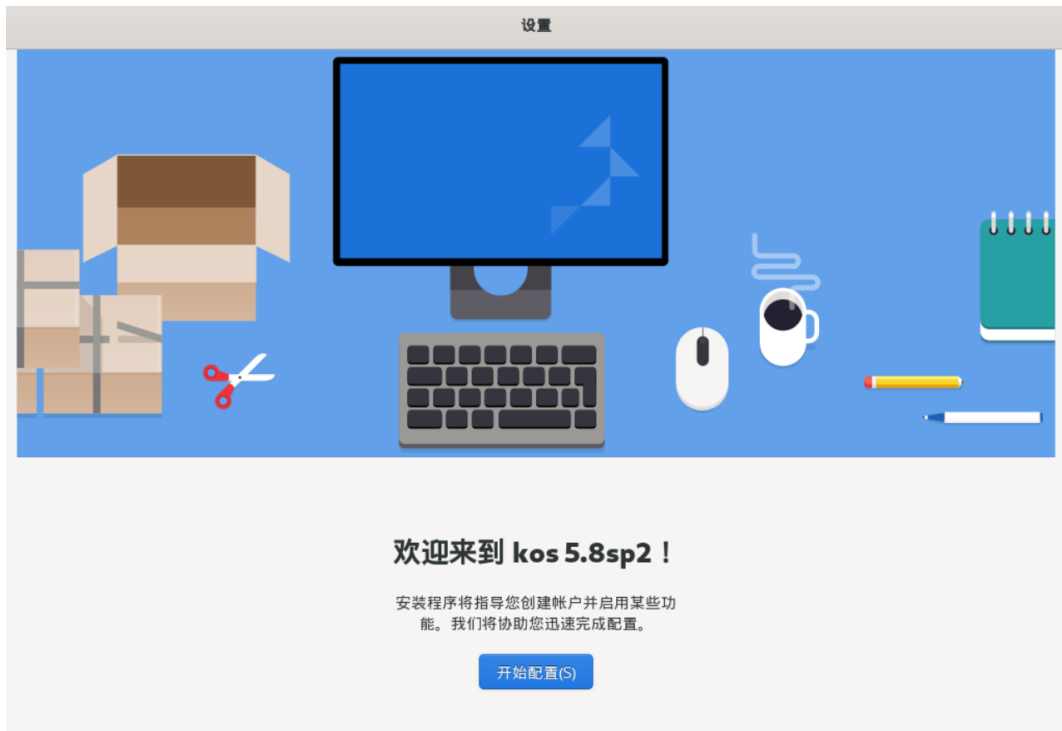 设置
欢迎来到 kos 5.8sp2！
安装程序将指导您创建帐户并启用某些功
能。我们将协助您迅速完成配置。
开始配置(S)